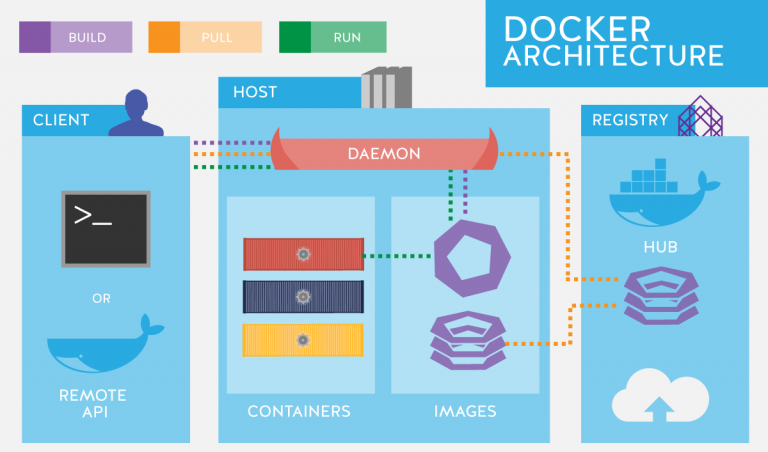 BUILD
PULL
RUN
DOCKER
ARCHITECTURE
CLIENT
HOST
REGISTRY
DAEMON
>_
OR
REMOTE
API
CONTAINERS
IMAGES
HUB